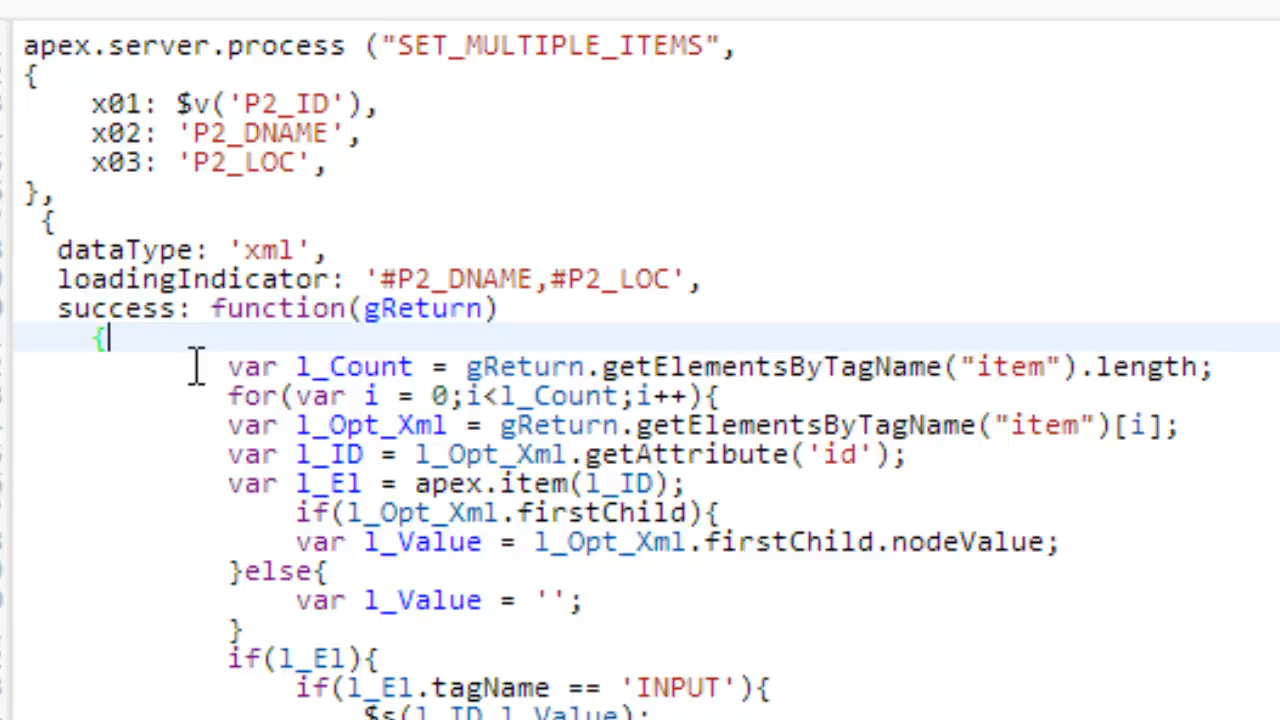 apex.server.process ("SET_MULTIPLE_ITEMS",
{
x01: $v('P2_ID'),
x02: 'P2_DNAME',
x03: 'P2_LOC',
},
{
dataType: 'xml',
loadingIndicator: '#P2_DNAME,#P2_LOC',
success: function(gReturn)
{
var l_Count = gReturn.getElementsByTagName("item").length;
for(var i = 0;i<l_Count;i++){
var l_Opt_Xml = gReturn.getElementsByTagName("item")[i];
var l_ID = l_Opt_Xml.getAttribute('id');
var l_El = apex.item(l_ID);
if(l_Opt_Xml.firstChild){
var l_Value = l_Opt_Xml.firstChild.nodeValue;
}else{
var l_Value = '';
}
if(l_El){
if(l_El.tagName == 'INPUT'){
$s(l_ID,l_Value);